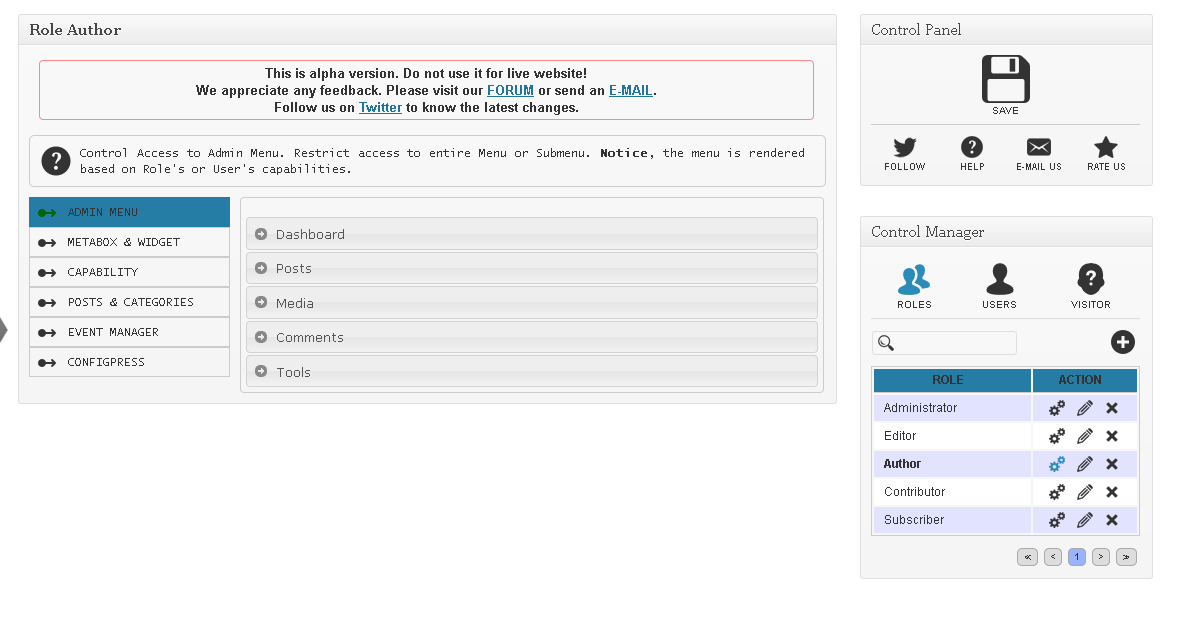 Role Author
This is alpha version. Do not use it for live website!
We appreciate any feedback. Please visit our FORUM or send an E-MAIL.
Follow us on Twitter to know the latest changes.
? Control Access to Admin Menu. Restrict access to entire Menu or Submenu. Notice, the menu is rendered
based on Role's or User's capabilities.
ADMIN MENU
METABOX & WIDGET
CAPABILITY
POSTS & CATEGORIES
EVENT MANAGER
CONFIGPRESS
Dashboard
Posts
Media
Comments
Tools
Control Panel
SAVE
FOLLOW HELP E-MAIL US RATE US
Control Manager
ROLES USERS VISITOR
ROLE ACTION
Administrator
Editor
Author
Contributor
Subscriber
« < 1 > »